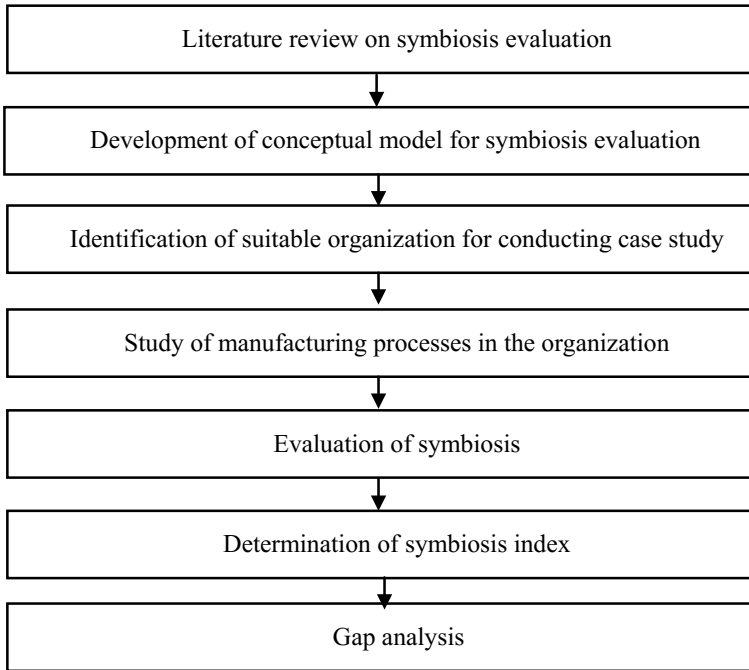 Literature review on symbiosis evaluation
Development of conceptual model for symbiosis evaluation
Identification of suitable organization for conducting case study
Study of manufacturing processes in the organization
Evaluation of symbiosis
Determination of symbiosis index
Gap analysis